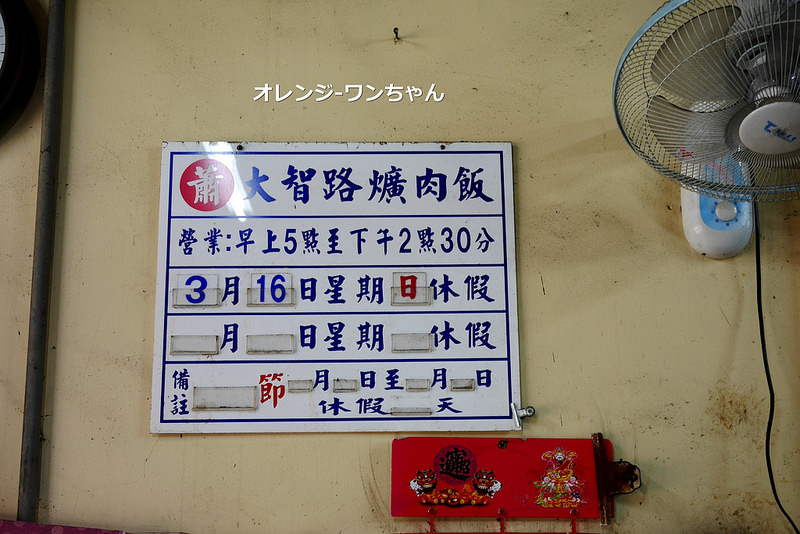 オレンジ-ワンちゃん
蕭 大智路爌肉飯
營業:早上5點至下午2點30分
3月16日星期日休假
月 日星期 休假
備註 節 月 日至 月 日
休假 天